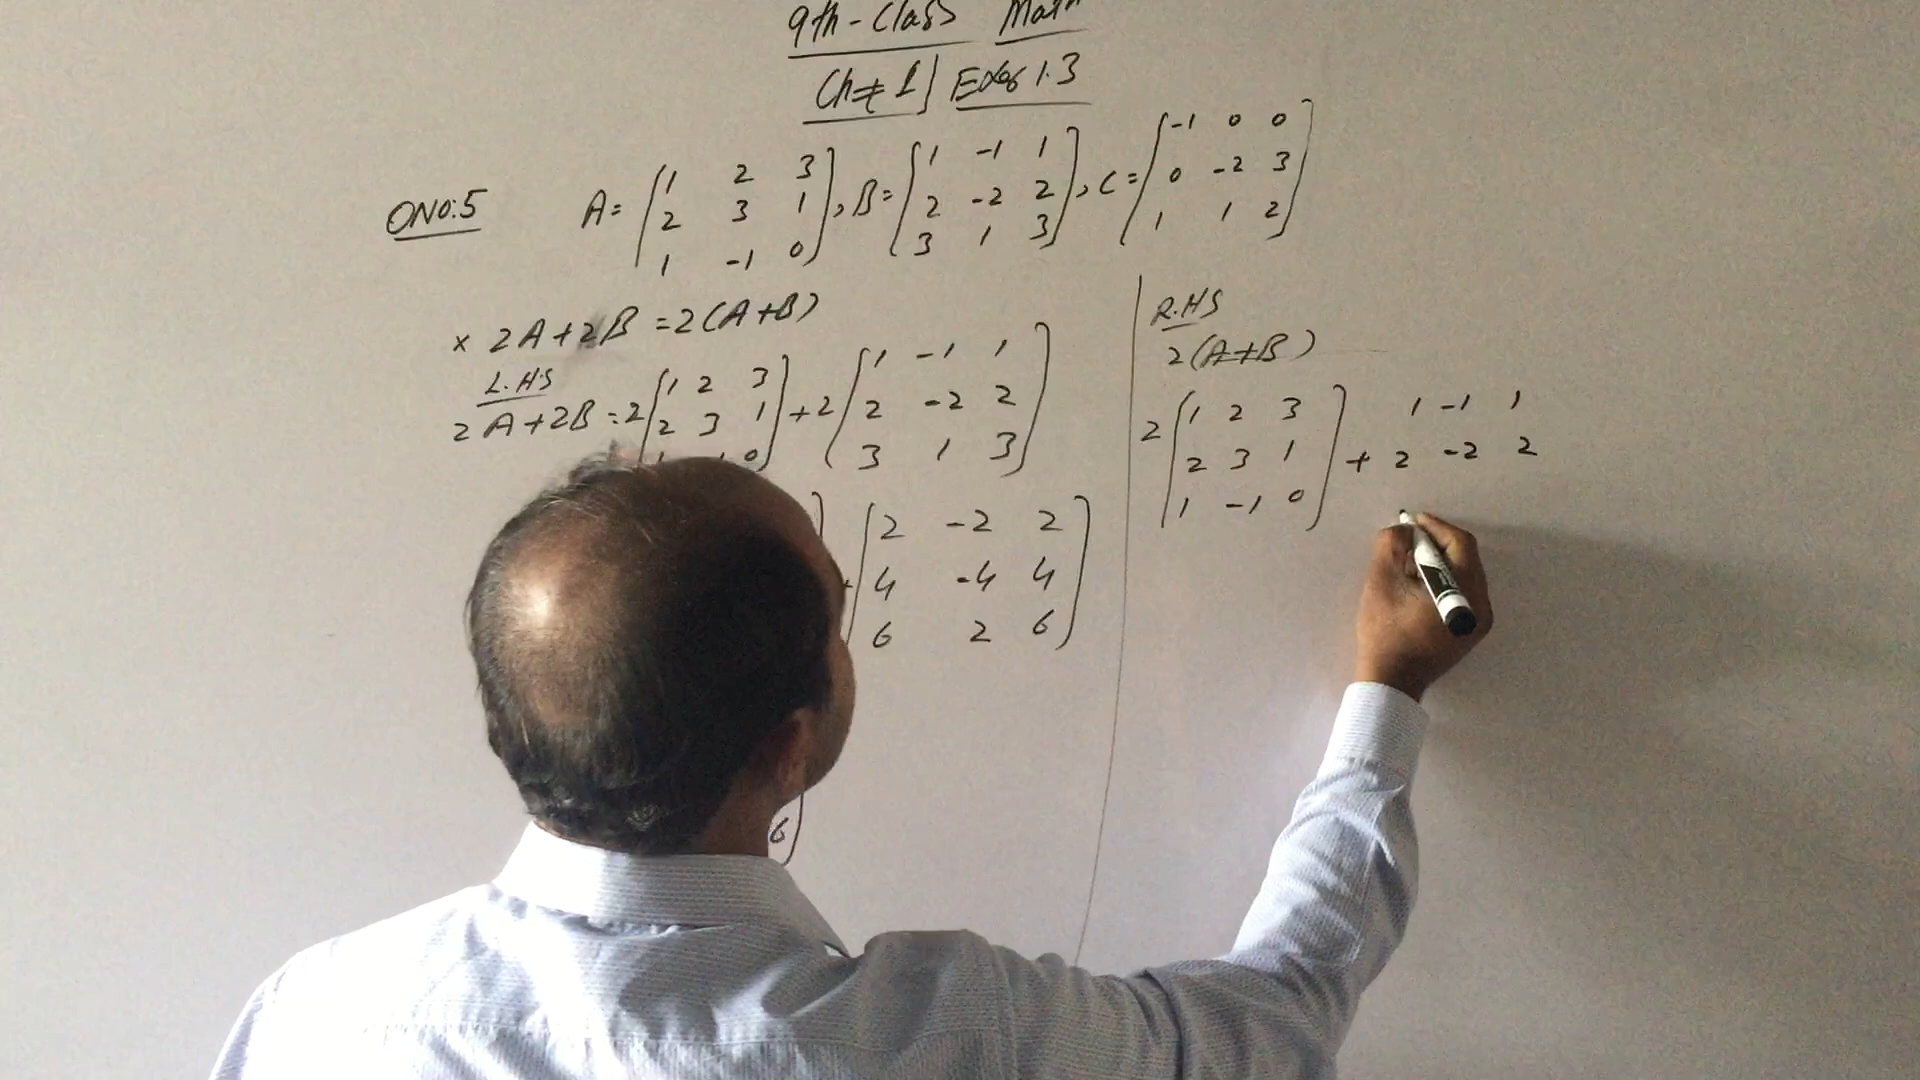 9th-Class Math
Ch# 1] Exer 1.3
QNO:5 A= [1 2 3 2 3 1 1 -1 0], B= [1 -1 1 2 -2 2 3 1 3], C= [-1 0 0 0 -2 3 1 1 2]
x 2A+2B =2(A+B)
L.H.S
2A+2B =2 [1 2 3
2 3 1
0] +2 [1 -1 1
2 -2 2
3 1 3]
[2 -2 2
4 -4 4
6 2 6]
6]
R.H.S
2(A+B)
2 [1 2 3
2 3 1
1 -1 0] + 1 -1 1
2 -2 2